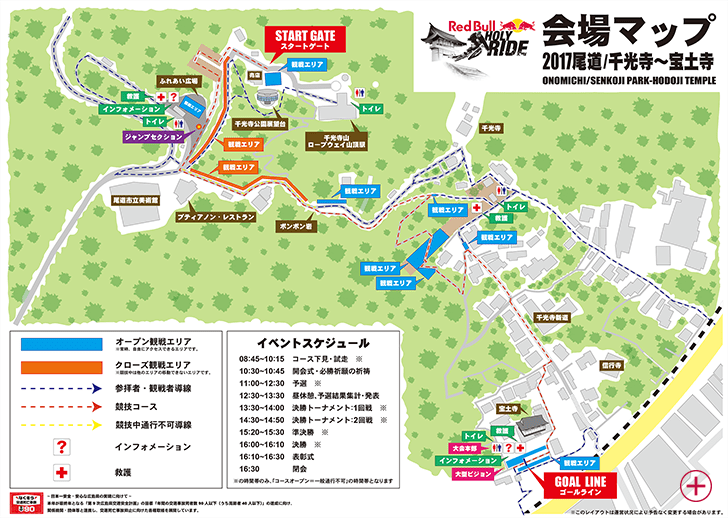 Red Bull
HOLY RIDE
会場マップ
2017尾道/千光寺〜宝土寺
ONOMICHI/SENKOJI PARK-HODOJI TEMPLE
START GATE
スタートゲート
観戦エリア
売店
ふれあい広場
救護
インフォメーション
トイレ
ジャンプセクション
観戦エリア
千光寺公園展望台
トイレ
千光寺山
ロープウェイ山頂駅
観戦エリア
観戦エリア
千光寺
尾道市立美術館
プティアノン・レストラン
ポンポン岩
観戦エリア
観戦エリア
トイレ
救護
観戦エリア
観戦エリア
観戦エリア
千光寺新道
信行寺
宝土寺
トイレ
救護
大会本部
インフォメーション
大型ビジョン
観戦エリア
GOAL LINE
ゴールライン
オープン観戦エリア
※常時、自由にアクセスできるエリアです。
クローズ観戦エリア
※競技中は他のエリアの移動できないエリアです。
参拝者・観戦者導線
競技コース
競技中通行不可導線
インフォメーション
救護
イベントスケジュール
08:45~10:15 コース下見・試走 ※
10:30~10:45 開会式・必勝祈願の祈祷
11:00~12:30 予選 ※
12:30~13:30 昼休憩、予選結果集計・発表
13:30~14:00 決勝トーナメント:1回戦 ※
14:30~14:50 決勝トーナメント:2回戦 ※
15:20~15:30 準決勝 ※
16:00~16:10 決勝 ※
16:10~16:30 表彰式
16:30 閉会
※の時間帯のみ、「コースオープン＝一般通行不可」の時間帯となります
※このレイアウトは運営状況により予告なく変更する場合があります。